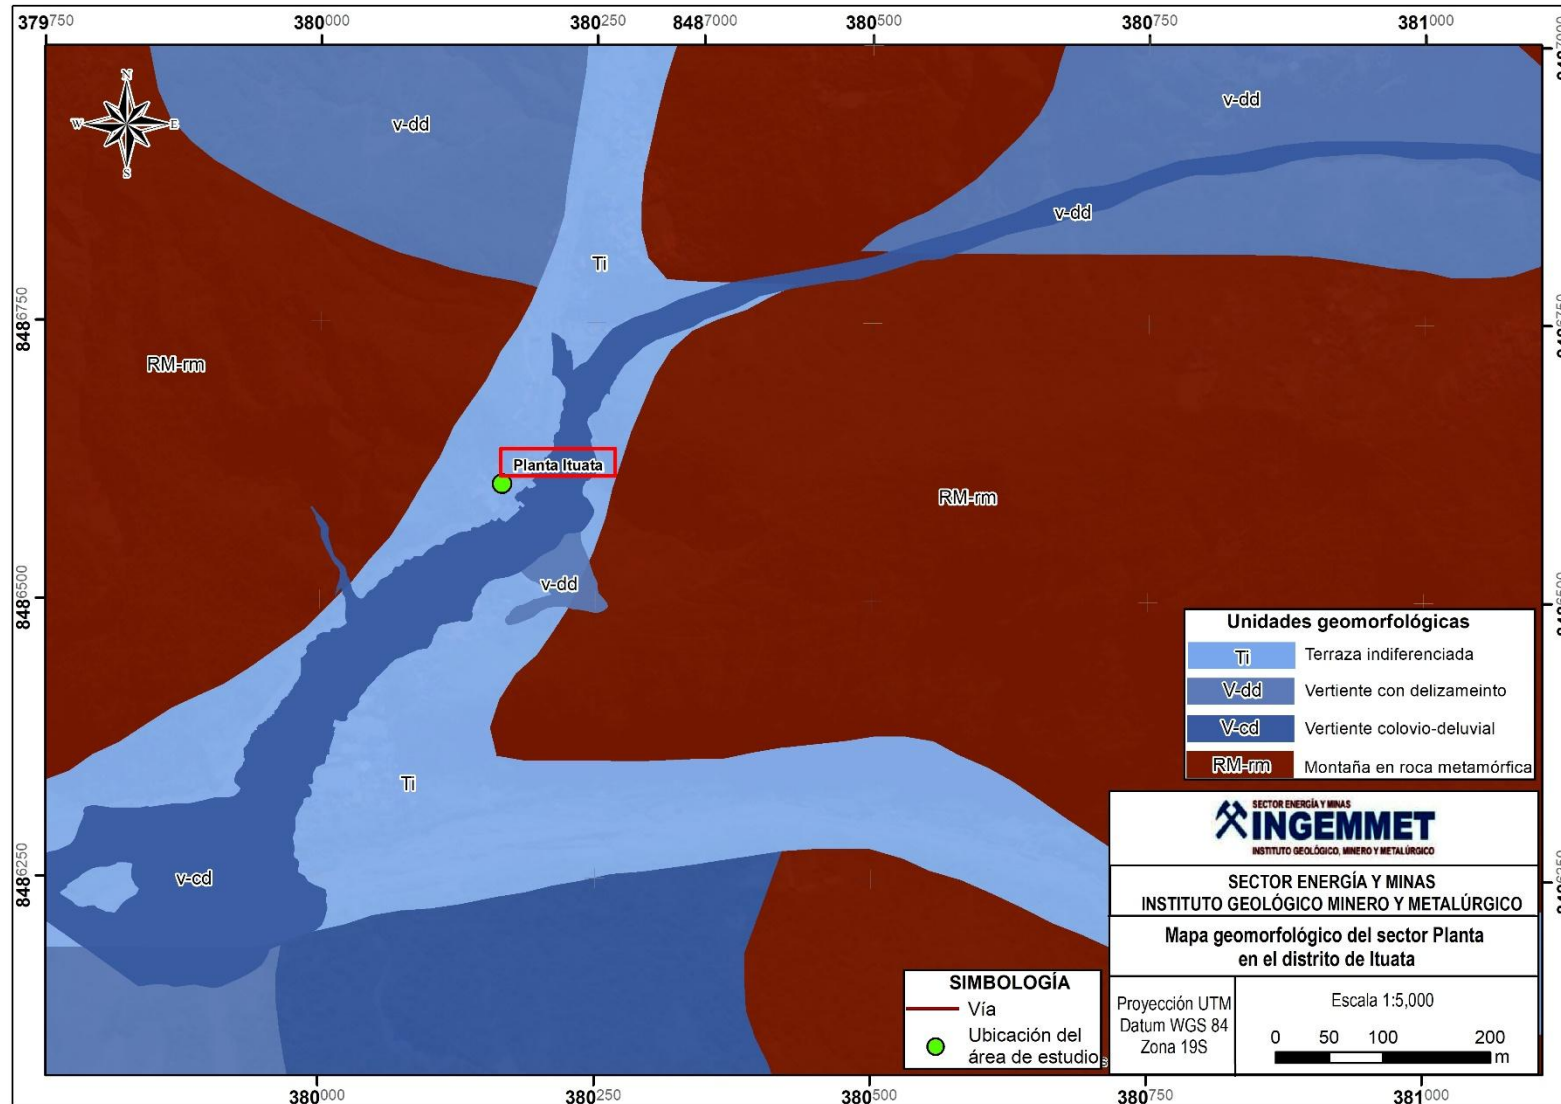 379750 380000 380250 8487000 380500 380750 381000
8487000
N
W E
S
v-dd
v-dd
v-dd
Ti
8486750
8486750
RM-rm
Planta Ituata
RM-rm
v-dd
8486500
8486500
Unidades geomorfológicas
Ti Terraza indiferenciada
V-dd Vertiente con delizameinto
V-cd Vertiente colovio-deluvial
RM-rm Montaña en roca metamórfica
Ti
v-cd
8486250
8486250
SECTOR ENERGÍA Y MINAS
INGEMMET
INSTITUTO GEOLÓGICO, MINERO Y METALÚRGICO
SECTOR ENERGÍA Y MINAS
INSTITUTO GEOLÓGICO MINERO Y METALÚRGICO
Mapa geomorfológico del sector Planta
en el distrito de Ituata
SIMBOLOGÍA
Vía
Ubicación del
área de estudio
Proyección UTM
Datum WGS 84
Zona 19S
Escala 1:5,000
0 50 100 200
m
380000 380250 380500 380750 381000